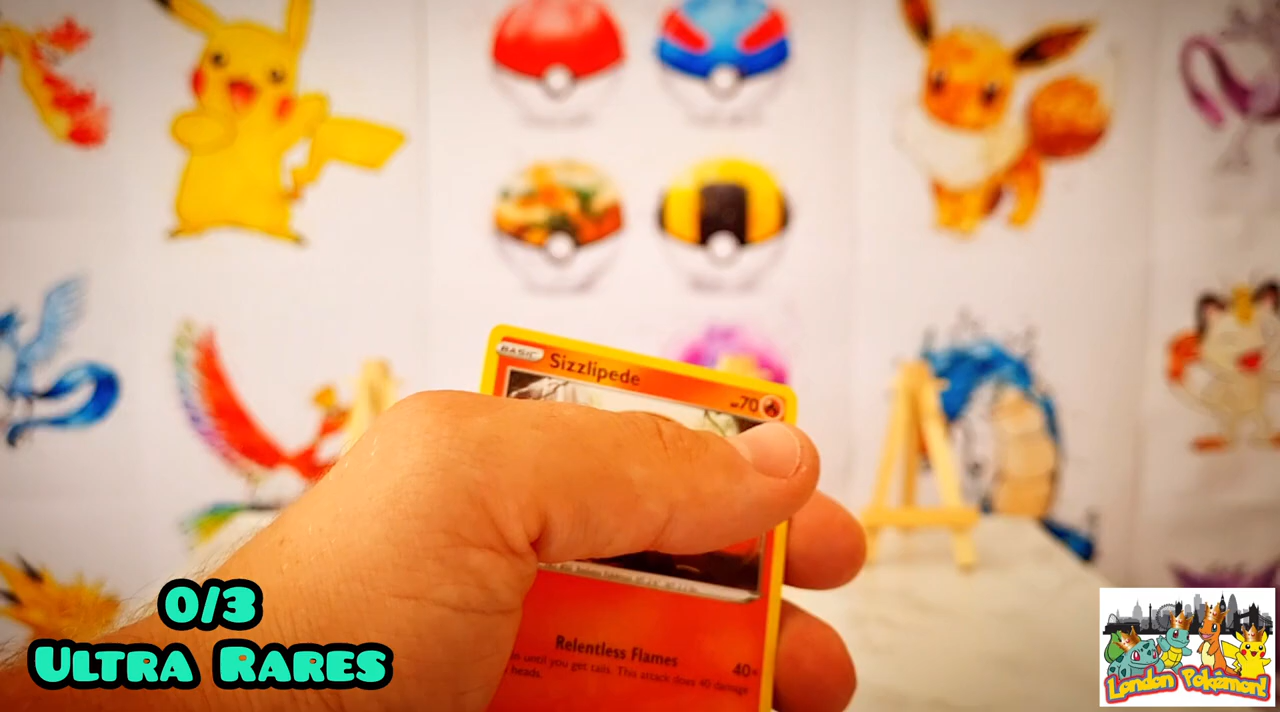 BASIC Sizzlipede
HP70
Relentless Flames 40×
until you get tails. This attack does 40 damage
heads.
0/3
ULTRA RARES
London Pokémon!